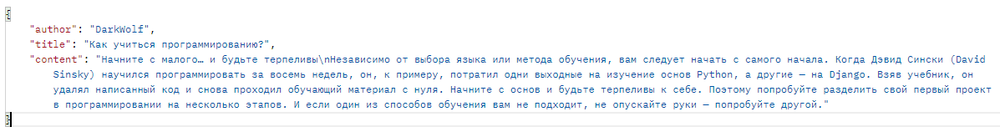 {
"author": "DarkWolf",
"title": "Как учиться программированию?",
"content": "Начните с малого… и будьте терпеливы\nНезависимо от выбора языка или метода обучения, вам следует начать с самого начала. Когда Дэвид Сински (David
Sinsky) научился программировать за восемь недель, он, к примеру, потратил одни выходные на изучение основ Python, а другие — на Django. Взяв учебник, он
удалял написанный код и снова проходил обучающий материал с нуля. Начните с основ и будьте терпеливы к себе. Поэтому попробуйте разделить свой первый проект
в программировании на несколько этапов. И если один из способов обучения вам не подходит, не опускайте руки — попробуйте другой."
}